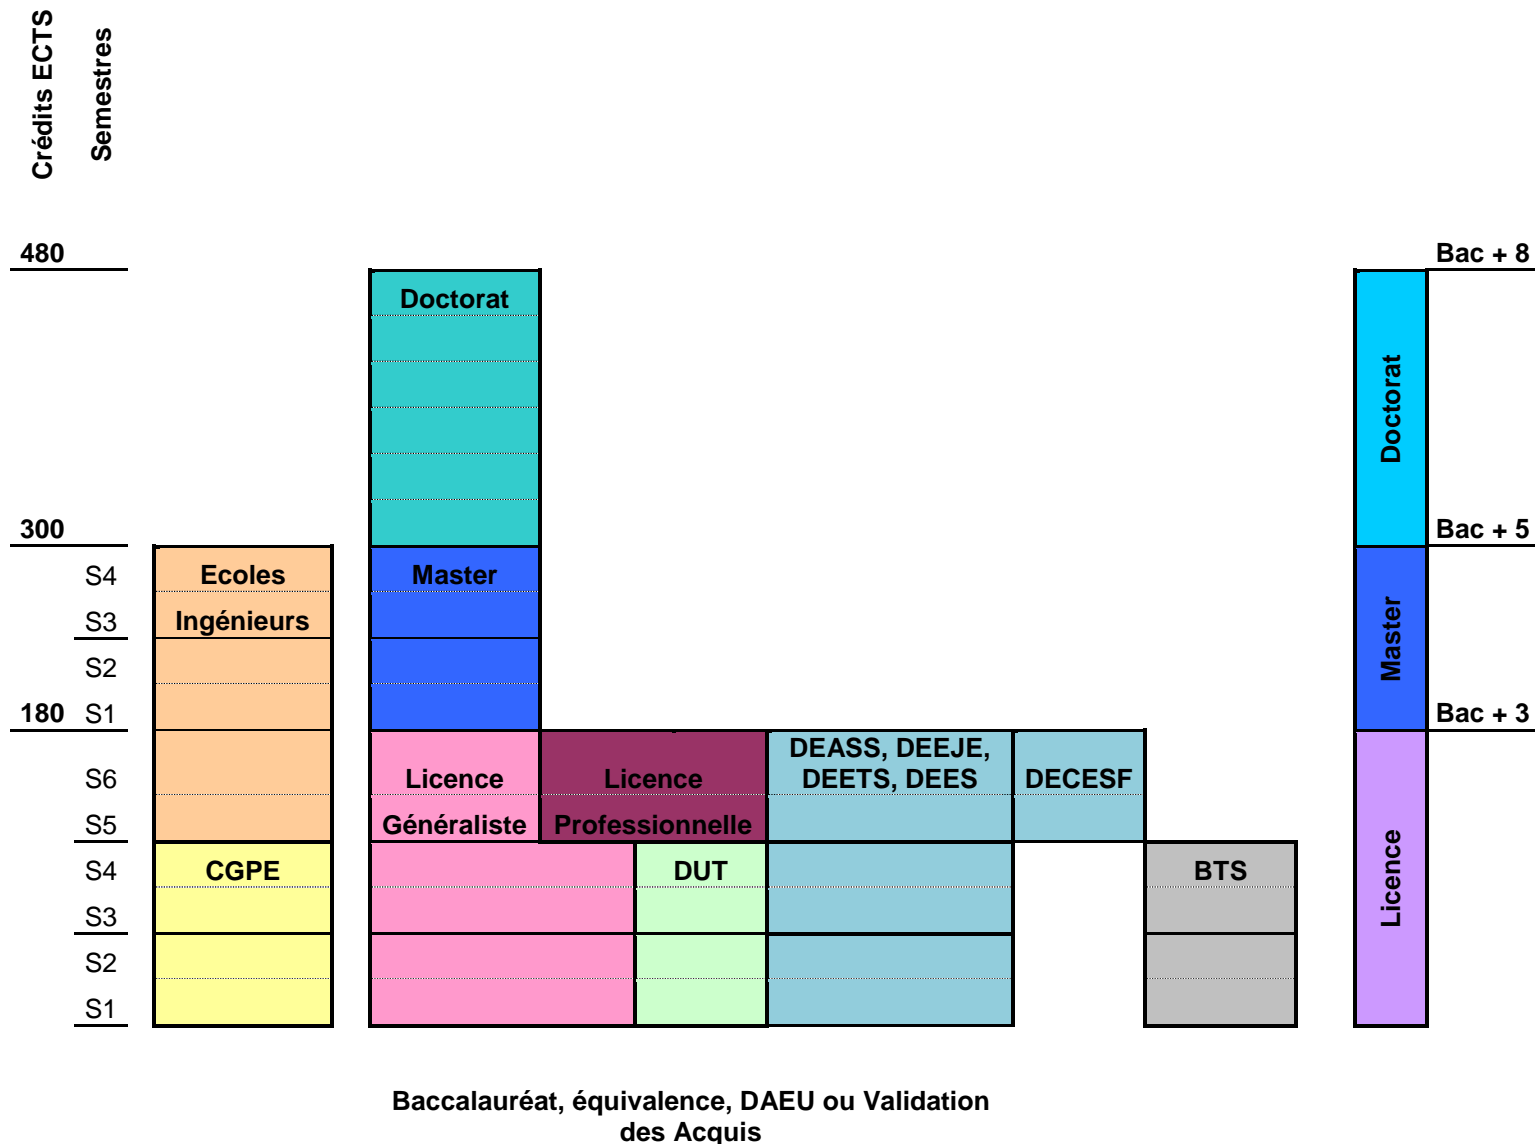 Crédits ECTS
Semestres
480
Bac + 8
Doctorat
Doctorat
300
Bac + 5
S4
Ecoles
Master
S3
Ingénieurs
Master
S2
180
S1
Bac + 3
DEASS, DEEJE,
S6
Licence
Licence
DEETS, DEES
DECESF
S5
Généraliste
Professionnelle
S4
CGPE
DUT
BTS
Licence
S3
S2
S1
Baccalauréat, équivalence, DAEU ou Validation
des Acquis